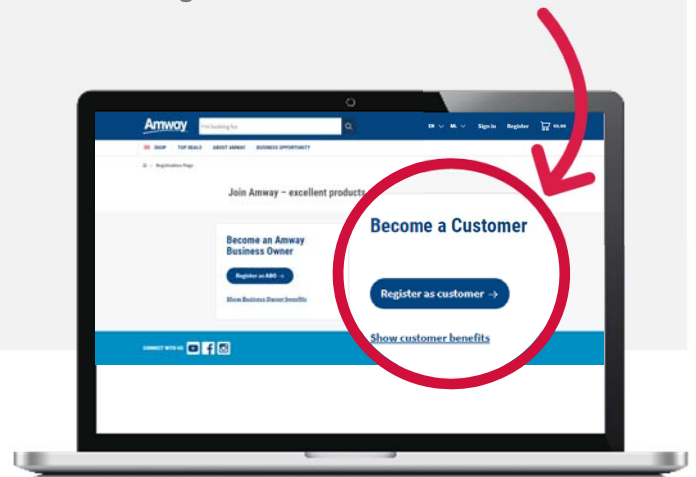 Amway
I'm looking for
Sign in
Register
SHOP
TOP DEALS
ABOUT AMWAY
BUSINESS OPPORTUNITY
Registration Page
Join Amway – excellent products
Become an Amway
Business Owner
Register as ABO →
Show Business Owner benefits
Become a Customer
Register as customer →
Show customer benefits
CONNECT WITH US